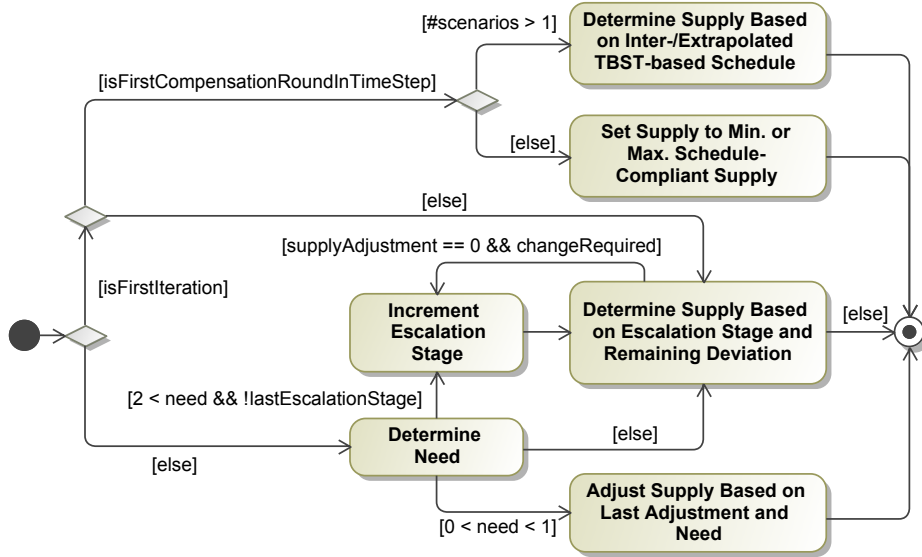 [#scenarios > 1]
Determine Supply Based
on Inter-/Extrapolated
TBST-based Schedule
[isFirstCompensationRoundInTimeStep]
[else]
Set Supply to Min. or
Max. Schedule-
Compliant Supply
[else]
[supplyAdjustment == 0 && changeRequired]
[isFirstIteration]
Increment
Escalation
Stage
Determine Supply Based
on Escalation Stage and
Remaining Deviation
[else]
[2 < need && !lastEscalationStage]
[else]
Determine
Need
[else]
[0 < need < 1]
Adjust Supply Based on
Last Adjustment and
Need